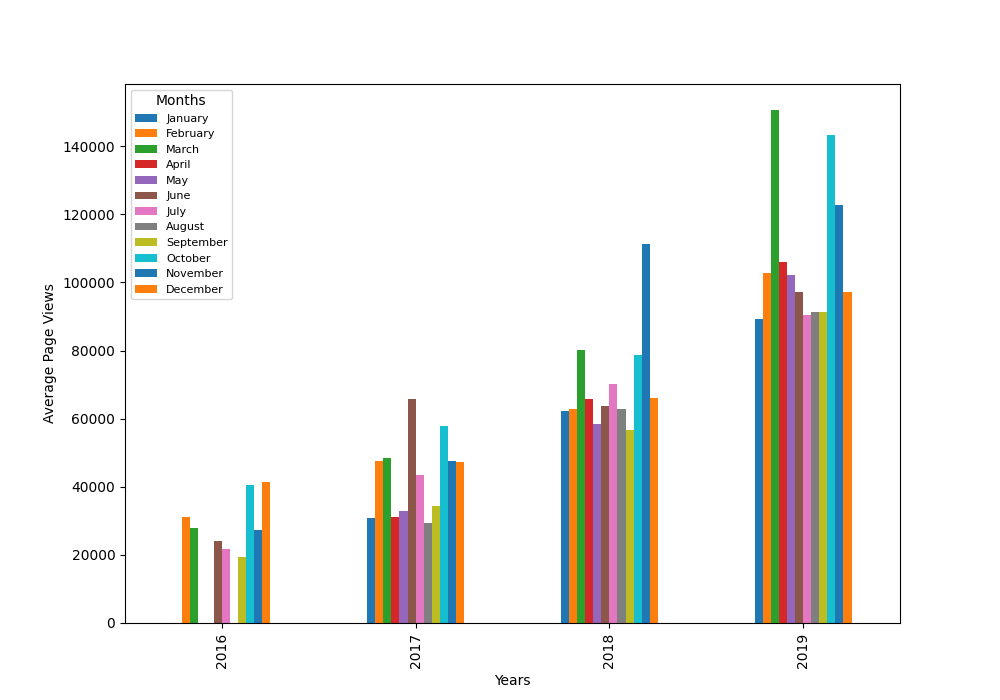 Months
January
February
March
April
May
June
July
August
September
October
November
December
140000
120000
100000
80000
60000
40000
20000
0
Average Page Views
2016
2017
2018
2019
Years